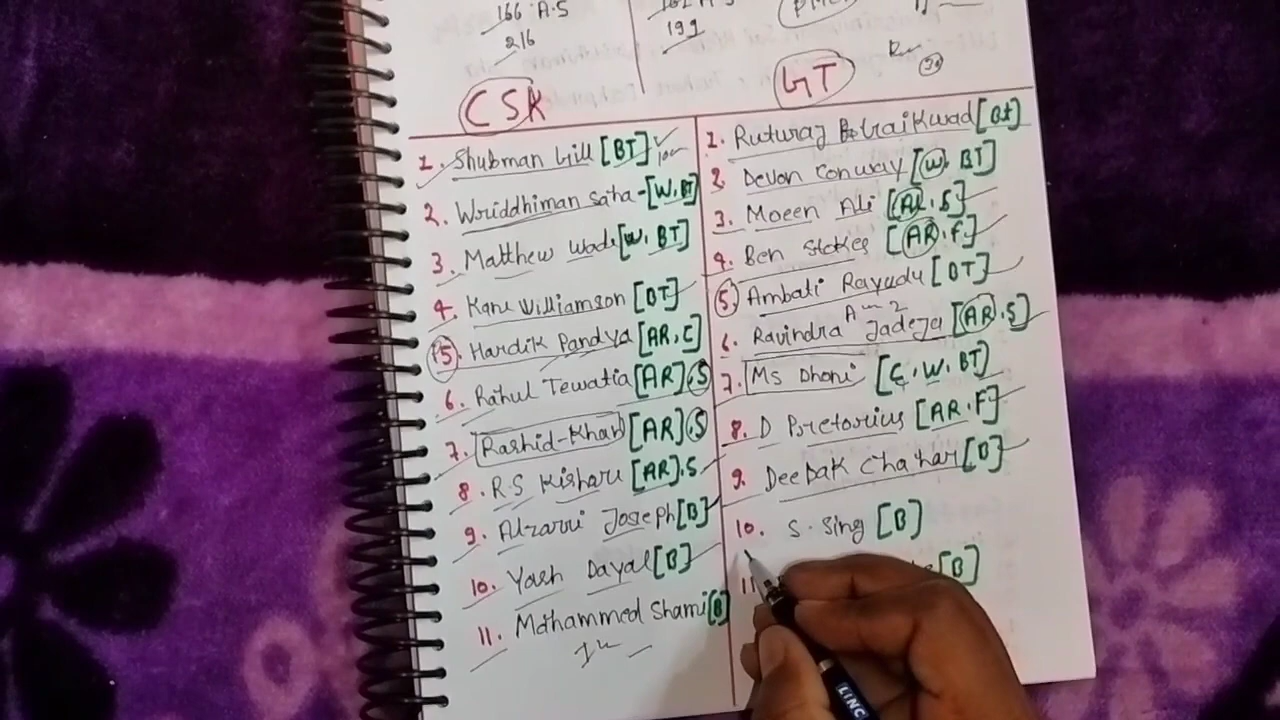 166 A.S
216
191
CSK
GT
1. Shubman Gill [BT]
2. Wriddhiman Saha - [W, BT]
3. Matthew Wade [W, BT]
4. Kane Williamson [BT]
5. Hardik Pandya [AR, C]
6. Rahul Tewatia [AR].S
7. Rashid-Khan [AR].S
8. R S Kishore [AR].S
9. Alzarri Joseph [B]
10. Yash Dayal [B]
11. Mohammed Shami [B]
1. Ruturaj Gaikwad [Bt]
2. Devon Conway [W, BT]
3. Moeen Ali [AR.S]
4. Ben Stokes [AR.F]
5. Ambati Rayudu [BT]
6. Ravindra Jadeja [AR.S]
7. MS Dhoni [C, W, BT]
8. D Pretorius [AR.F]
9. Deepak Chahar [B]
10. S. Sing [B]
11
[B]
LINC